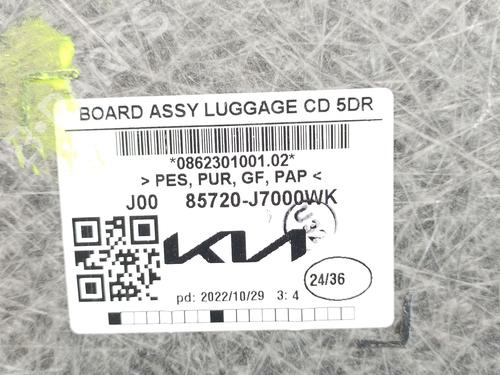 BOARD ASSY LUGGAGE CD 5DR
*0862301001.02*
> PES, PUR, GF, PAP <
J00 85720-J7000WK
KIA
24/36
pd: 2022/10/29 3: 4